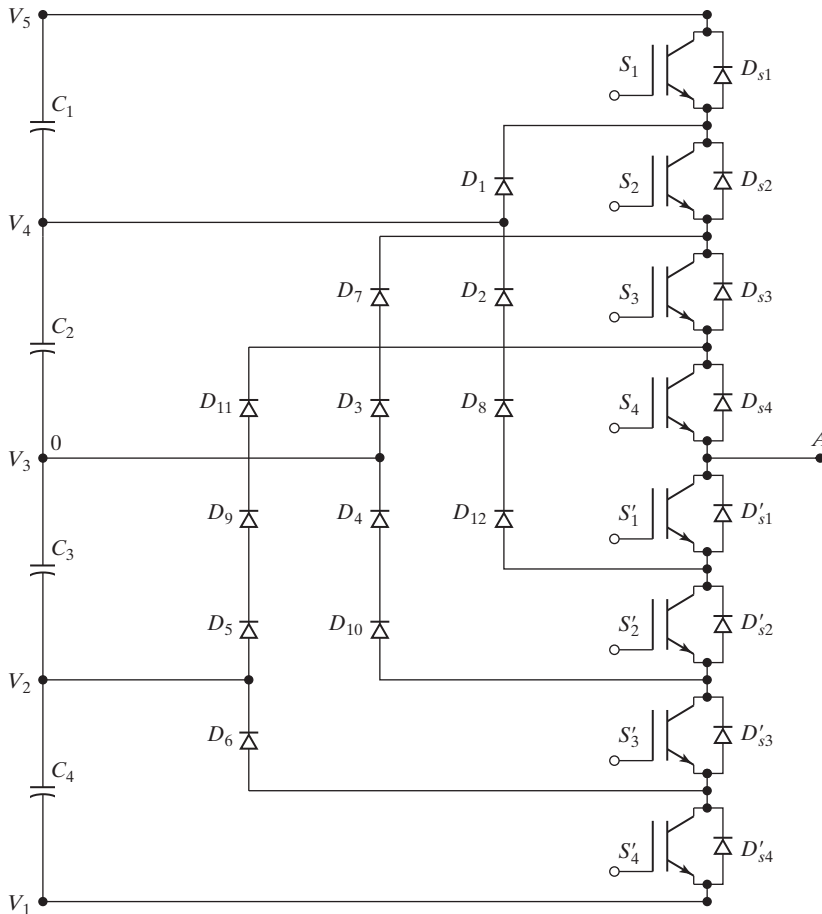 V₅
S₁
Dₛ₁
C₁
D₁
S₂
Dₛ₂
V₄
D₇
D₂
S₃
Dₛ₃
C₂
D₁₁
D₃
D₈
S₄
Dₛ₄
V₃
0
A
D₉
D₄
D₁₂
S′₁
D′ₛ₁
C₃
D₅
D₁₀
S′₂
D′ₛ₂
V₂
D₆
S′₃
D′ₛ₃
C₄
S′₄
D′ₛ₄
V₁